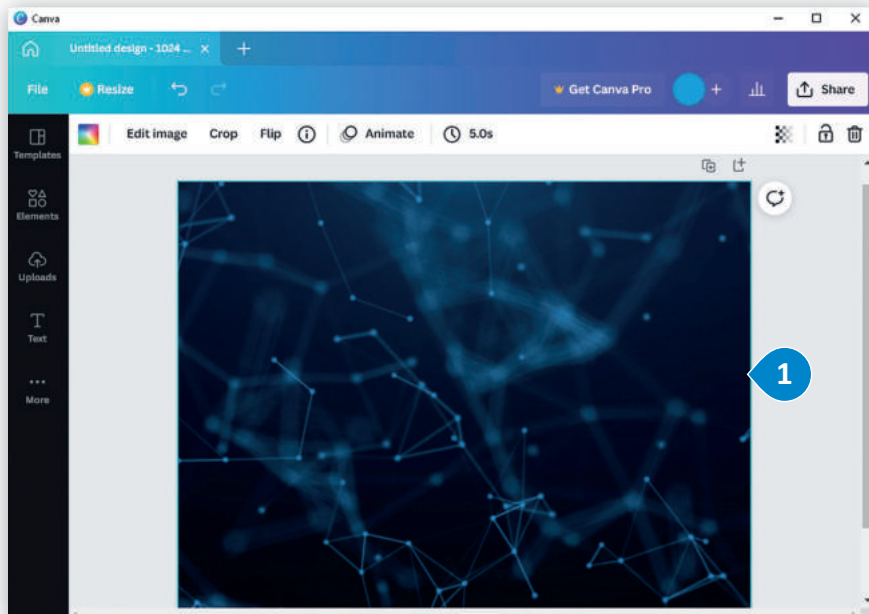 Canva
Untitled design - 1024 ...
File
Resize
Get Canva Pro
Share
Edit image
Crop
Flip
Animate
5.0s
Templates
Elements
Uploads
T
Text
More
1